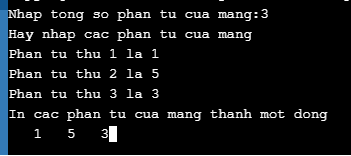 Nhap tong so phan tu cua mang:3
Hay nhap cac phan tu cua mang
Phan tu thu 1 la 1
Phan tu thu 2 la 5
Phan tu thu 3 la 3
In cac phan tu cua mang thanh mot dong
   1   5   3